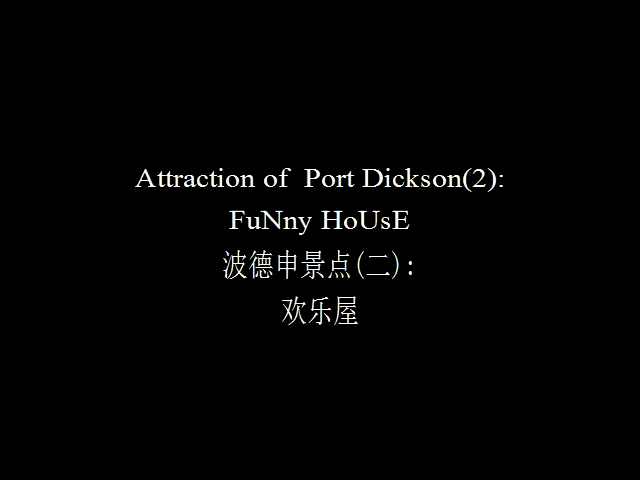 Attraction of  Port Dickson(2):
FuNny HoUsE
波德申景点(二):
欢乐屋